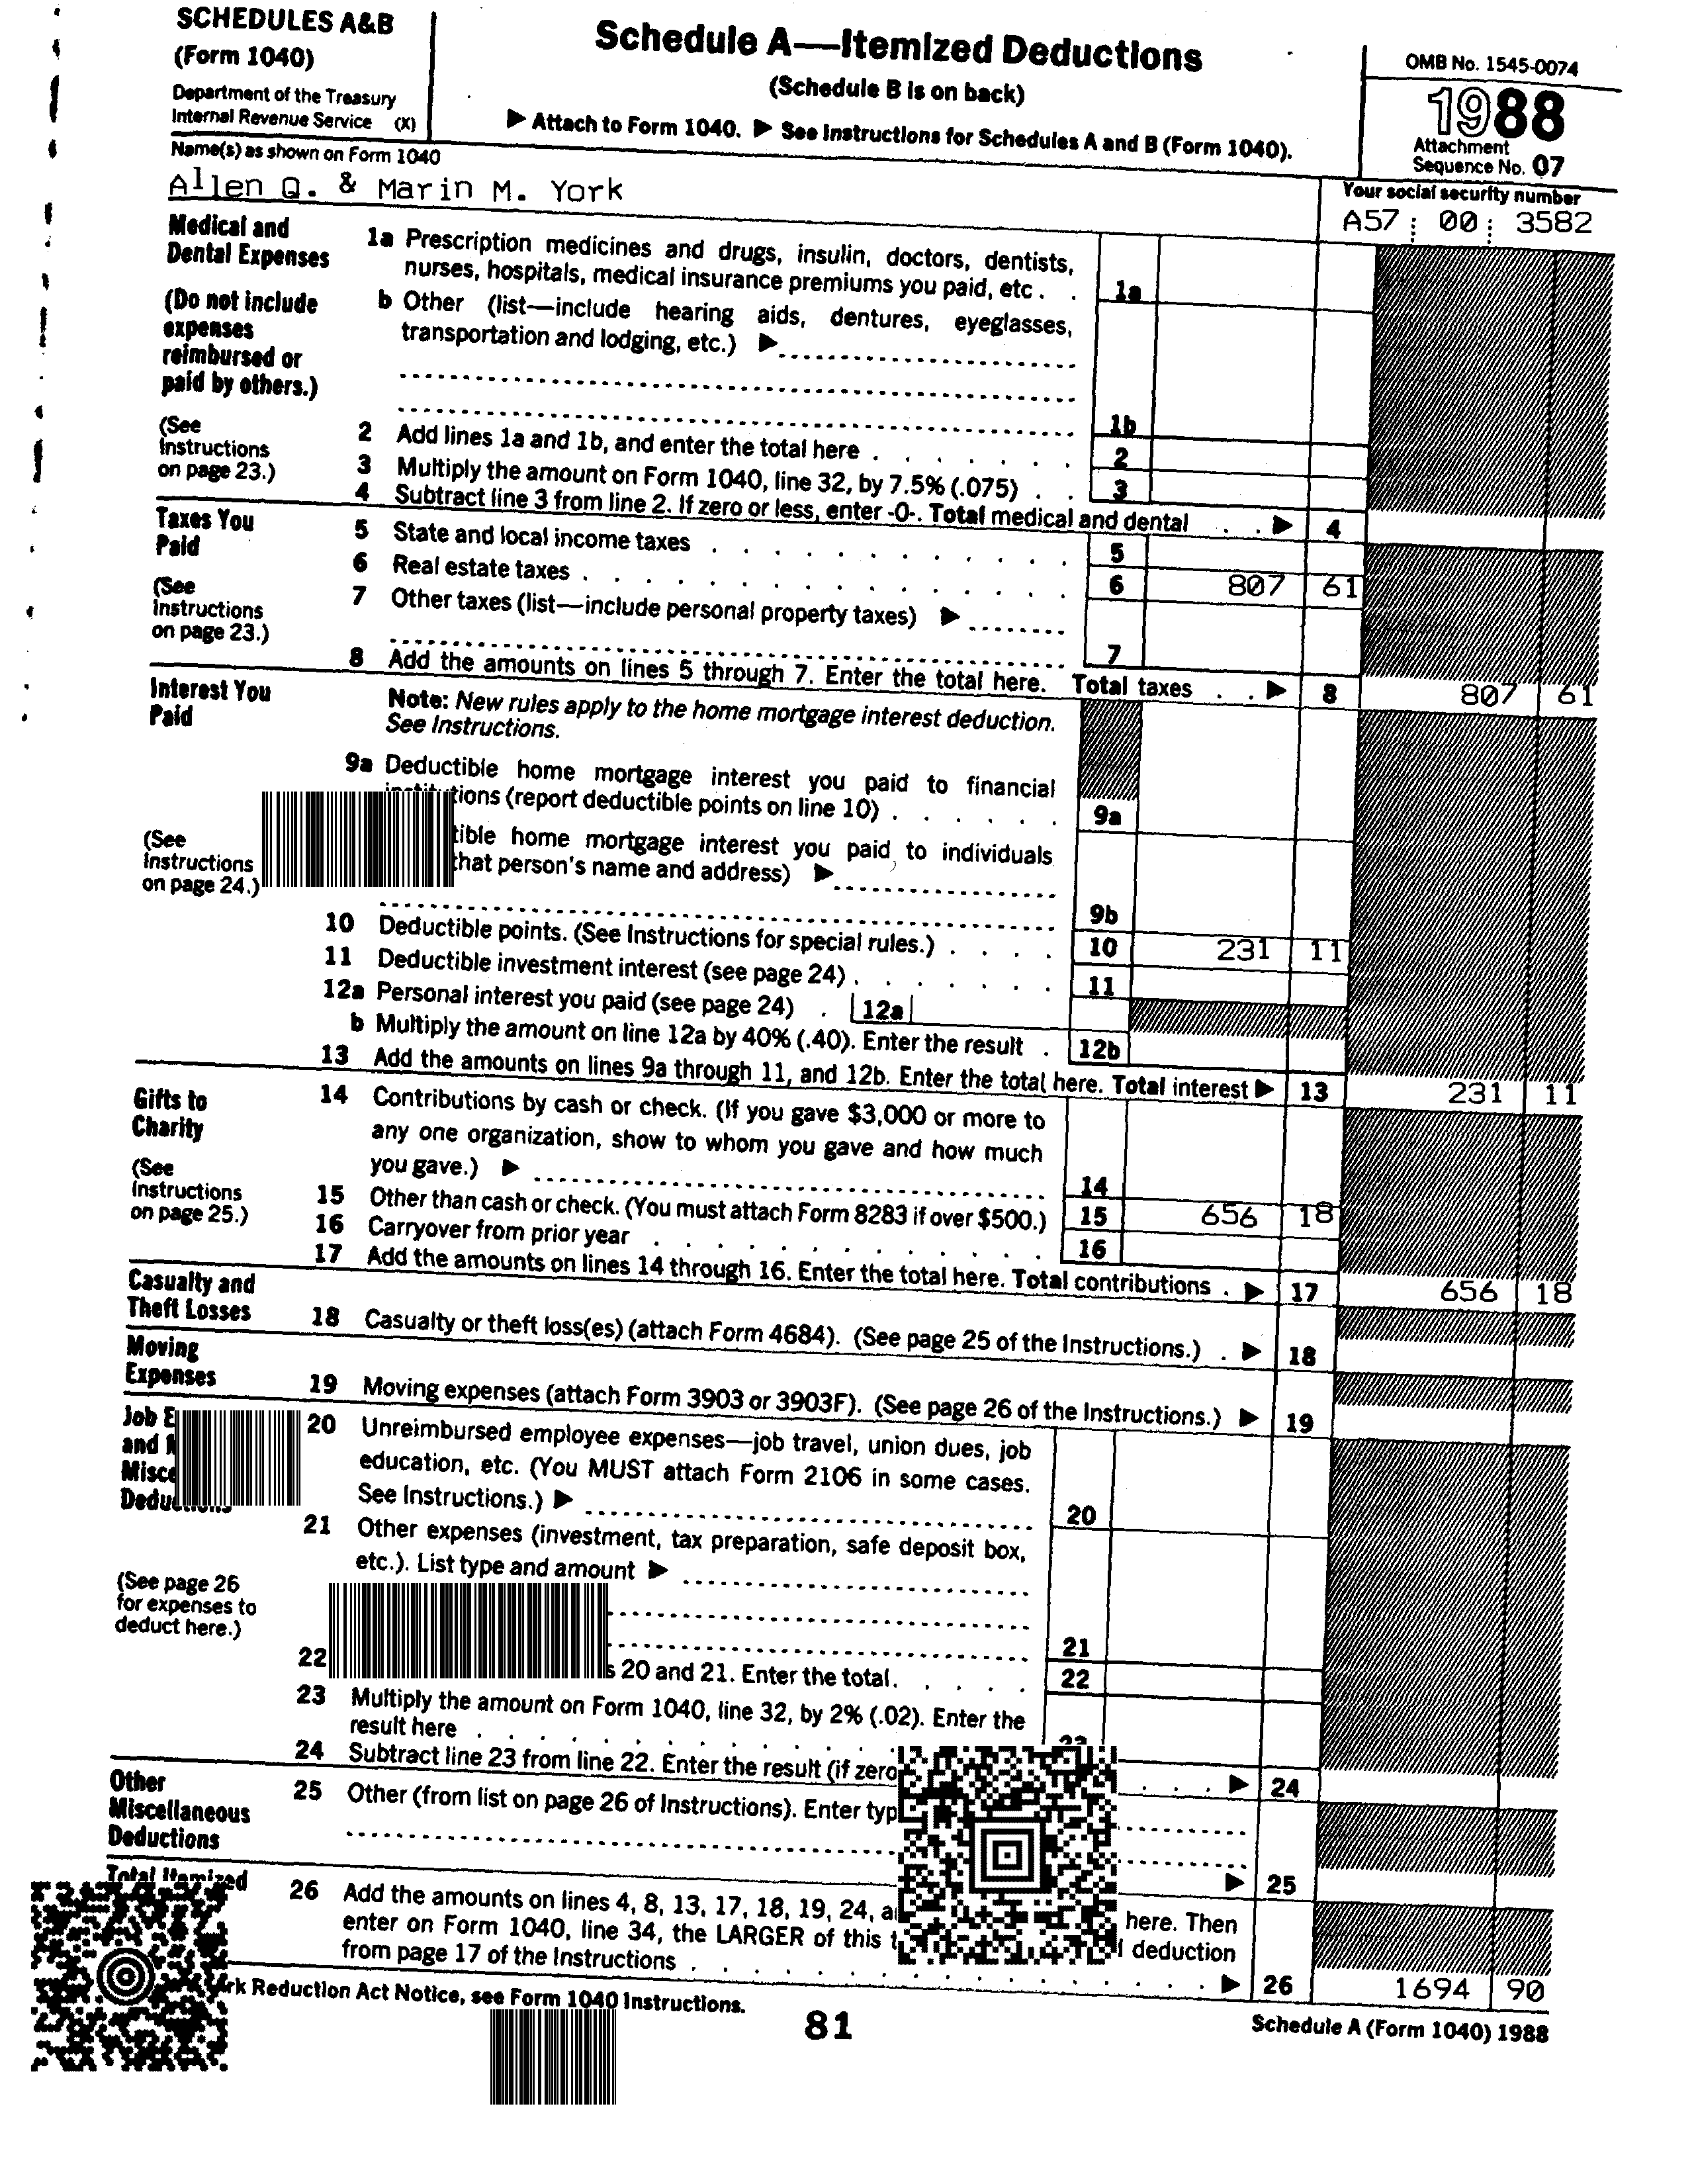 SCHEDULES A&B
(Form 1040)
Department of the Treasury
Internal Revenue Service (X)
Schedule A—Itemized Deductions
(Schedule B is on back)
▶ Attach to Form 1040. ▶ See Instructions for Schedules A and B (Form 1040).
OMB No. 1545-0074
1988
Attachment
Sequence No. 07
Name(s) as shown on Form 1040
Allen Q. & Marin M. York
Your social security number
A57 00 3582
Medical and
Dental Expenses
(Do not include
expenses
reimbursed or
paid by others.)
(See
Instructions
on page 23.)
1a Prescription medicines and drugs, insulin, doctors, dentists,
nurses, hospitals, medical insurance premiums you paid, etc . . 1a
b Other (list—include hearing aids, dentures, eyeglasses,
transportation and lodging, etc.) ▶
1b
2 Add lines 1a and 1b, and enter the total here . . . . . . . 2
3 Multiply the amount on Form 1040, line 32, by 7.5% (.075) . . 3
4 Subtract line 3 from line 2. If zero or less, enter -0-. Total medical and dental . . ▶ 4
Taxes You
Paid
(See
Instructions
on page 23.)
5 State and local income taxes . . . . . . . . . . . . 5
6 Real estate taxes . . . . . . . . . . . . . . . 6 807 61
7 Other taxes (list—include personal property taxes) ▶
7
8 Add the amounts on lines 5 through 7. Enter the total here. Total taxes . . ▶ 8 807 61
Interest You
Paid
(See
Instructions
on page 24.)
Note: New rules apply to the home mortgage interest deduction.
See Instructions.
9a Deductible home mortgage interest you paid to financial
tions (report deductible points on line 10) . . . . . . 9a
home mortgage interest you paid to individuals
that person's name and address) ▶
9b
10 Deductible points. (See Instructions for special rules.) . . . . 10 231 11
11 Deductible investment interest (see page 24) . . . . . . . 11
12a Personal interest you paid (see page 24) . 12a
b Multiply the amount on line 12a by 40% (.40). Enter the result . 12b
13 Add the amounts on lines 9a through 11, and 12b. Enter the total here. Total interest ▶ 13 231 11
Gifts to
Charity
(See
Instructions
on page 25.)
14 Contributions by cash or check. (If you gave $3,000 or more to
any one organization, show to whom you gave and how much
you gave.) ▶
14
15 Other than cash or check. (You must attach Form 8283 if over $500.) 15 656 18
16 Carryover from prior year . . . . . . . . . . . . . 16
17 Add the amounts on lines 14 through 16. Enter the total here. Total contributions . ▶ 17 656 18
Casualty and
Theft Losses
18 Casualty or theft loss(es) (attach Form 4684). (See page 25 of the Instructions.) . ▶ 18
Moving
Expenses
19 Moving expenses (attach Form 3903 or 3903F). (See page 26 of the Instructions.) ▶ 19
Job
and
(See page 26
for expenses to
deduct here.)
20 Unreimbursed employee expenses—job travel, union dues, job
education, etc. (You MUST attach Form 2106 in some cases.
See Instructions.) ▶
20
21 Other expenses (investment, tax preparation, safe deposit box,
etc.). List type and amount ▶
21
22 20 and 21. Enter the total. . . . . . 22
23 Multiply the amount on Form 1040, line 32, by 2% (.02). Enter the
result here . . . . . . . . . . . . . .
24 Subtract line 23 from line 22. Enter the result (if zero . . . ▶ 24
Other
Miscellaneous
Deductions
25 Other (from list on page 26 of Instructions). Enter
▶ 25
Total Itemized
26 Add the amounts on lines 4, 8, 13, 17, 18, 19, 24, here. Then
enter on Form 1040, line 34, the LARGER of this deduction
from page 17 of the Instructions . . . . . . . . . . . . . . . . ▶ 26 1694 90
Reduction Act Notice, see Form 1040 Instructions.
81
Schedule A (Form 1040) 1988